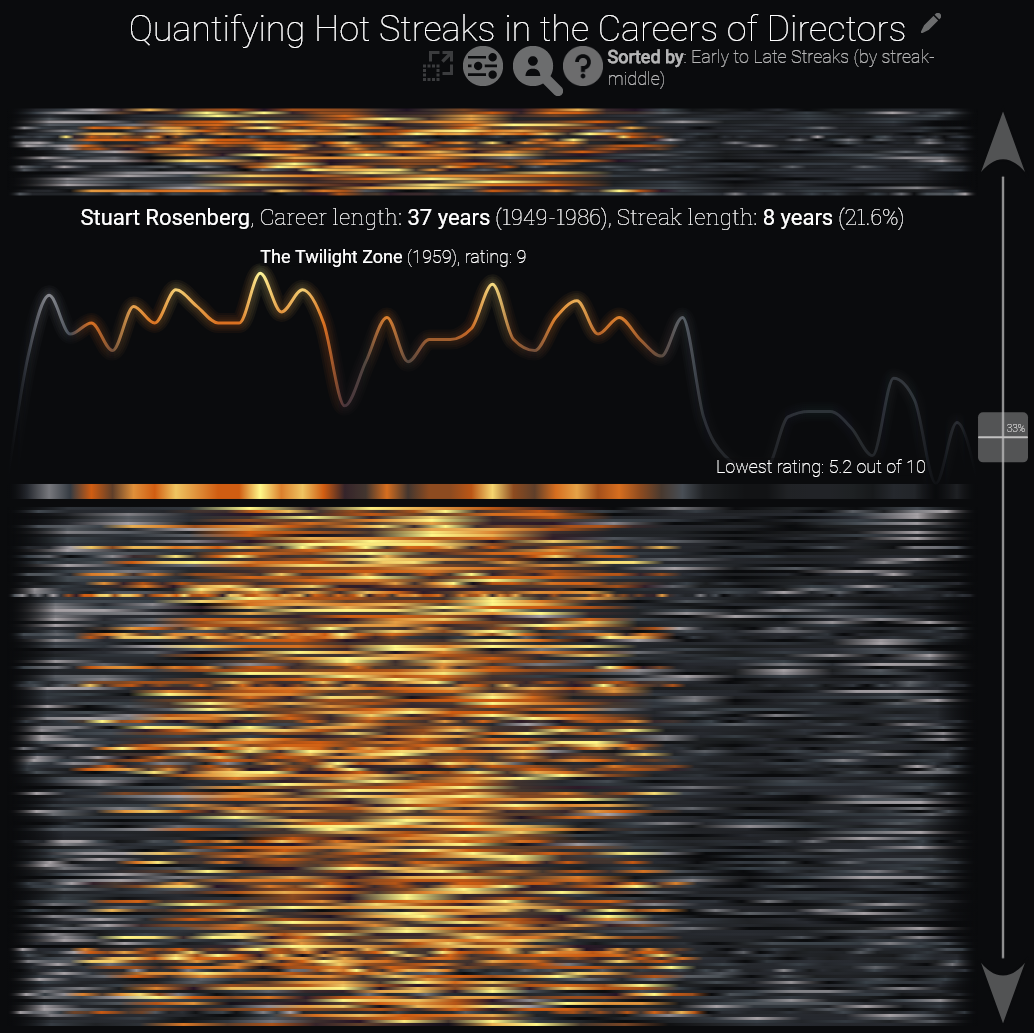 Quantifying Hot Streaks in the Careers of Directors
?
Sorted by: Early to Late Streaks (by streak-
middle)
Stuart Rosenberg, Career length: 37 years (1949-1986), Streak length: 8 years (21.6%)
The Twilight Zone (1959), rating: 9
33%
Lowest rating: 5.2 out of 10